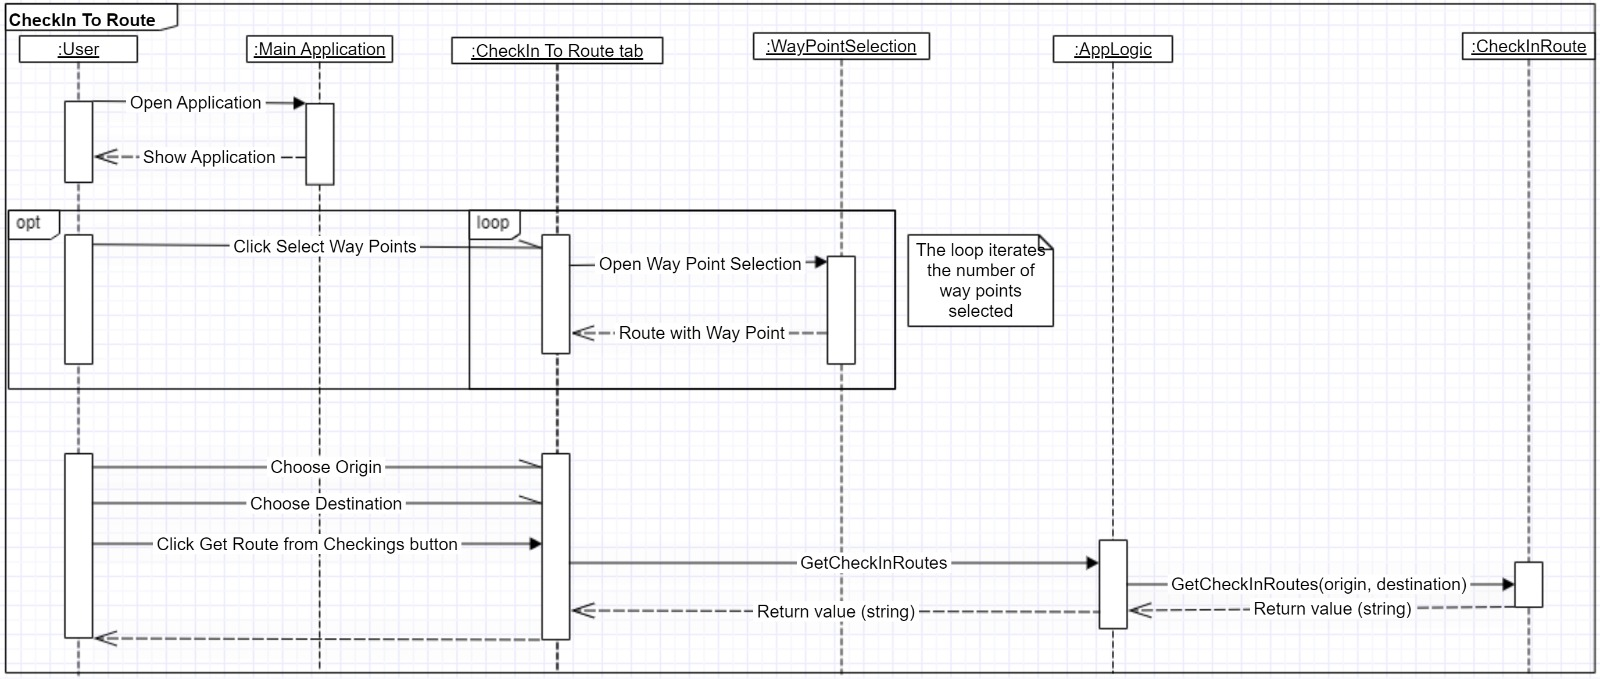 CheckIn To Route
:User
:Main Application
:CheckIn To Route tab
:WayPointSelection
:AppLogic
:CheckInRoute
Open Application
Show Application
opt
loop
Click Select Way Points
Open Way Point Selection
Route with Way Point
The loop iterates
the number of
way points
selected
Choose Origin
Choose Destination
Click Get Route from Checkings button
GetCheckInRoutes
GetCheckInRoutes(origin, destination)
Return value (string)
Return value (string)